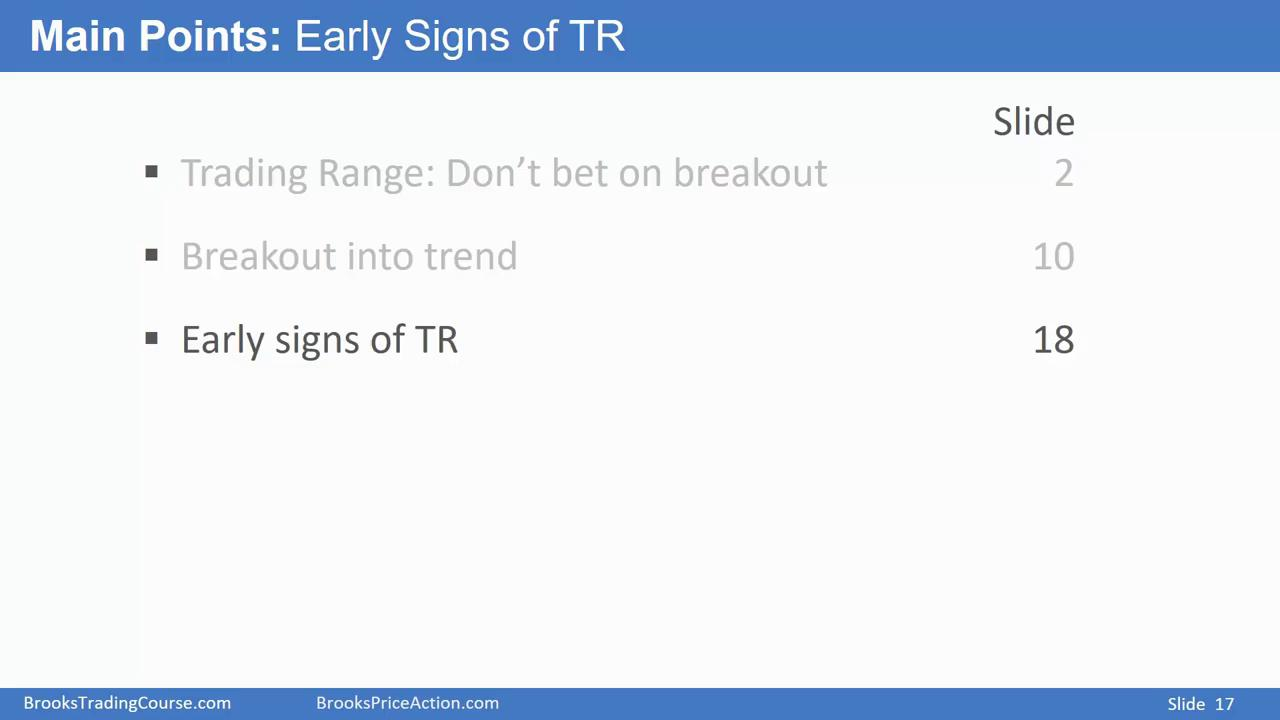 Main Points: Early Signs of TR
Slide
▪ Trading Range: Don’t bet on breakout 2
▪ Breakout into trend 10
▪ Early signs of TR 18
BrooksTradingCourse.com BrooksPriceAction.com Slide 17